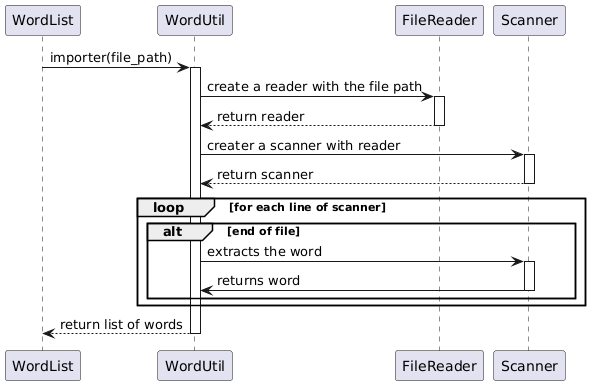 WordList WordUtil FileReader Scanner
importer(file_path)
create a reader with the file path
return reader
creater a scanner with reader
return scanner
loop [for each line of scanner]
alt [end of file]
extracts the word
returns word
return list of words
WordList WordUtil FileReader Scanner